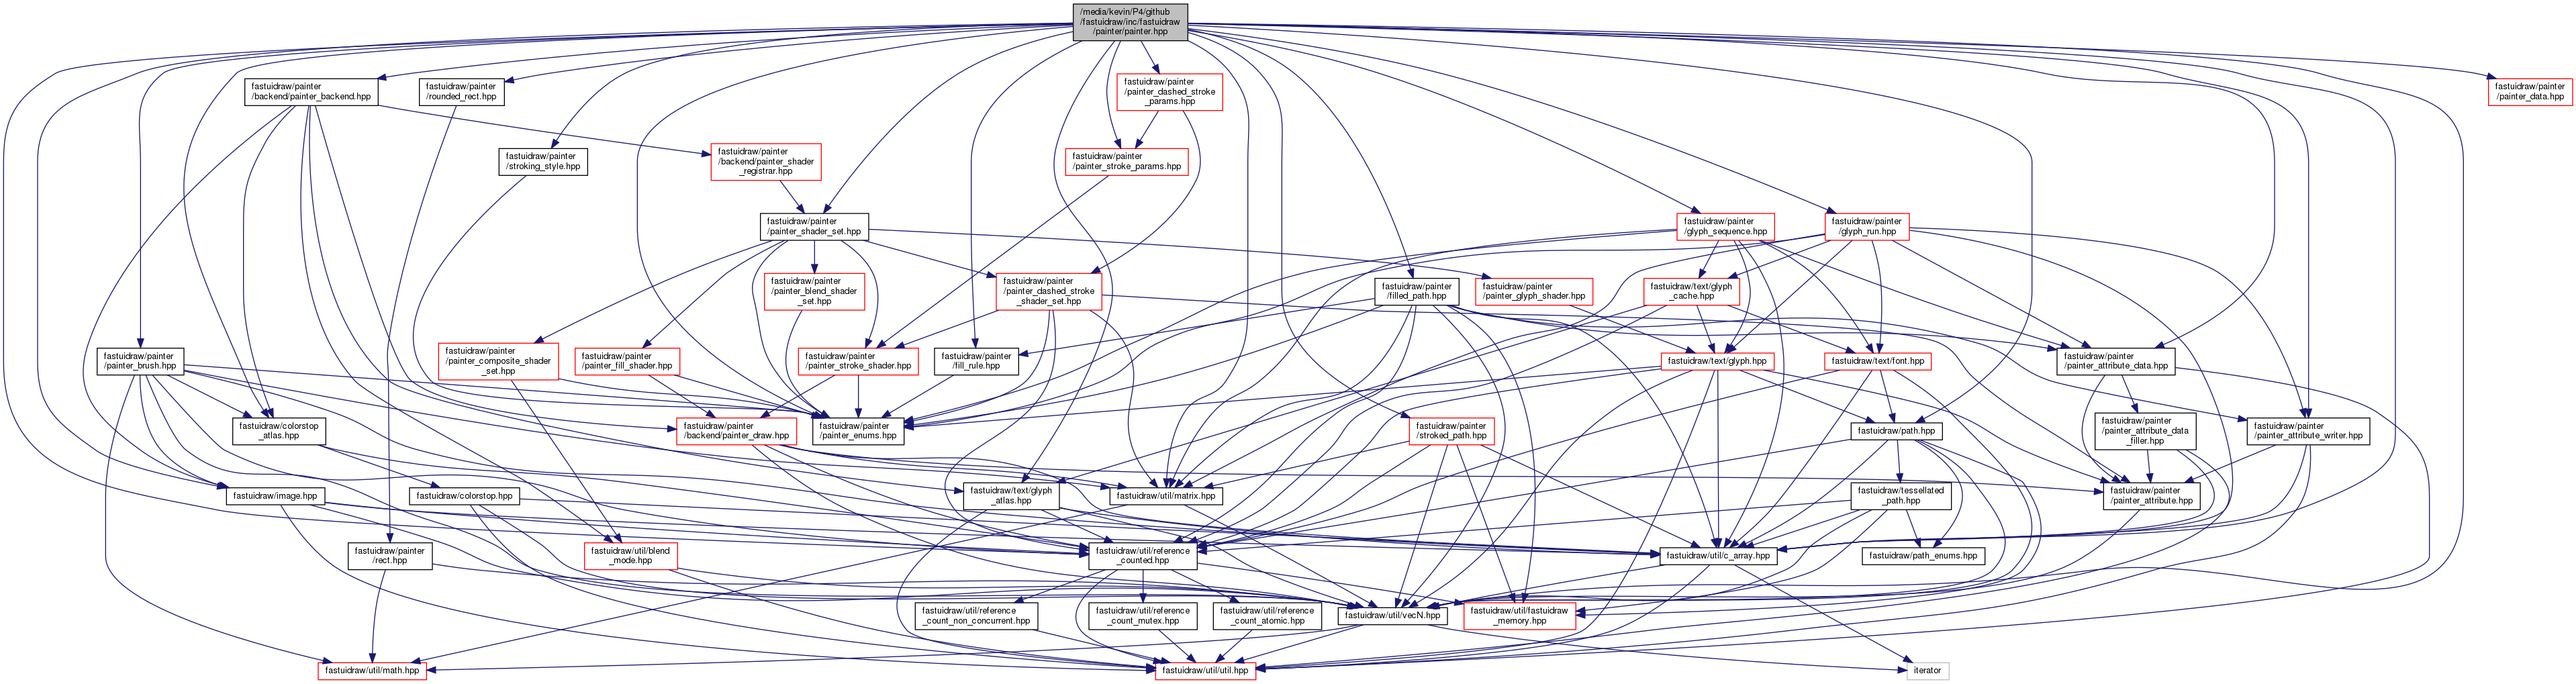 /media/kevin/P4/github
/fastuidraw/inc/fastuidraw
/painter/painter.hpp
fastuidraw/painter
/backend/painter_backend.hpp
fastuidraw/painter
/rounded_rect.hpp
fastuidraw/painter
/painter_dashed_stroke
_params.hpp
fastuidraw/painter
/painter_data.hpp
fastuidraw/painter
/stroking_style.hpp
fastuidraw/painter
/backend/painter_shader
_registrar.hpp
fastuidraw/painter
/painter_stroke_params.hpp
fastuidraw/painter
/painter_shader_set.hpp
fastuidraw/painter
/glyph_sequence.hpp
fastuidraw/painter
/glyph_run.hpp
fastuidraw/painter
/painter_blend_shader
_set.hpp
fastuidraw/painter
/painter_dashed_stroke
_shader_set.hpp
fastuidraw/painter
/filled_path.hpp
fastuidraw/painter
/painter_glyph_shader.hpp
fastuidraw/text/glyph
_cache.hpp
fastuidraw/painter
/painter_brush.hpp
fastuidraw/painter
/painter_composite_shader
_set.hpp
fastuidraw/painter
/painter_fill_shader.hpp
fastuidraw/painter
/painter_stroke_shader.hpp
fastuidraw/painter
/fill_rule.hpp
fastuidraw/text/glyph.hpp
fastuidraw/text/font.hpp
fastuidraw/painter
/painter_attribute_data.hpp
fastuidraw/colorstop
_atlas.hpp
fastuidraw/painter
/backend/painter_draw.hpp
fastuidraw/painter
/painter_enums.hpp
fastuidraw/painter
/stroked_path.hpp
fastuidraw/path.hpp
fastuidraw/painter
/painter_attribute_data
_filler.hpp
fastuidraw/painter
/painter_attribute_writer.hpp
fastuidraw/image.hpp
fastuidraw/colorstop.hpp
fastuidraw/text/glyph
_atlas.hpp
fastuidraw/util/matrix.hpp
fastuidraw/tessellated
_path.hpp
fastuidraw/painter
/painter_attribute.hpp
fastuidraw/painter
/rect.hpp
fastuidraw/util/blend
_mode.hpp
fastuidraw/util/reference
_counted.hpp
fastuidraw/util/c_array.hpp
fastuidraw/path_enums.hpp
fastuidraw/util/reference
_count_non_concurrent.hpp
fastuidraw/util/reference
_count_mutex.hpp
fastuidraw/util/reference
_count_atomic.hpp
fastuidraw/util/vecN.hpp
fastuidraw/util/fastuidraw
_memory.hpp
fastuidraw/util/math.hpp
fastuidraw/util/util.hpp
iterator